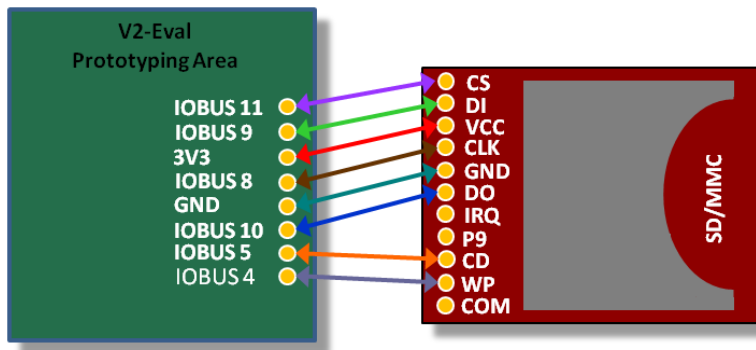 V2-Eval
Prototyping Area
IOBUS 11
IOBUS 9
3V3
IOBUS 8
GND
IOBUS 10
IOBUS 5
IOBUS 4
CS
DI
VCC
CLK
GND
DO
IRQ
P9
CD
WP
COM
SD/MMC